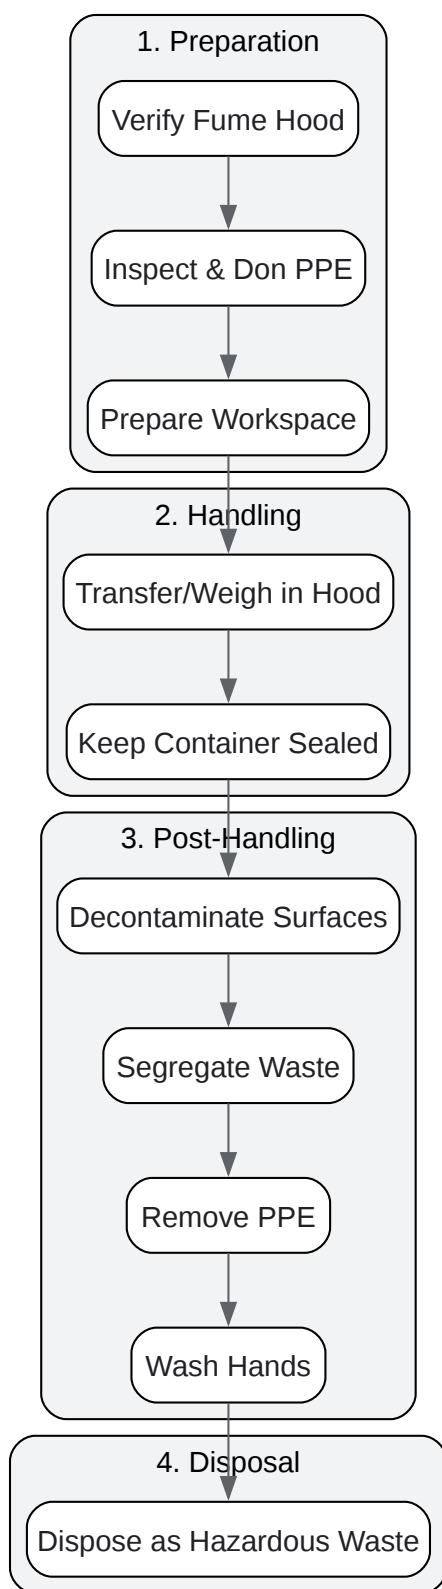 1. Preparation
Verify Fume Hood
Inspect & Don PPE
Prepare Workspace
2. Handling
Transfer/Weigh in Hood
Keep Container Sealed
3. Post-Handling
Decontaminate Surfaces
Segregate Waste
Remove PPE
Wash Hands
4. Disposal
Dispose as Hazardous Waste